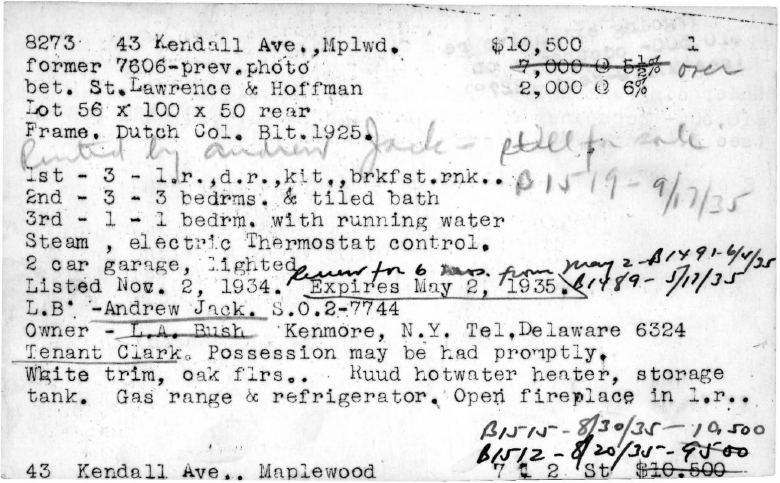 8273 43 Kendall Ave.,Mplwd. $10,500 1
former 7606-prev.photo 7,000 @ 5½% over
bet. St.Lawrence & Hoffman 2,000 @ 6%
Lot 56 x 100 x 50 rear
Frame. Dutch Col. Blt.1925.
Rented by Andrew Jack - still for sale
1st - 3 - l.r.,d.r.,kit.,brkfst.rnk.. B1519 - 9/17/35
2nd - 3 - 3 bedrms. & tiled bath
3rd - 1 - 1 bedrm. with running water
Steam , electric Thermostat control.
2 car garage, lighted Renew for 6 mos. from May 2 - B1491-6/4/35
Listed Nov. 2, 1934. Expires May 2, 1935. B1489 - 5/17/35
L.B. -Andrew Jack. S.O.2-7744
Owner - L.A. Bush Kenmore, N.Y. Tel.Delaware 6324
Tenant Clark. Possession may be had promptly.
White trim, oak flrs.. Ruud hotwater heater, storage
tank. Gas range & refrigerator. Open fireplace in l.r..
B1515 - 8/30/35 - 10,500
B1512 - 8/20/35 - 9500
43 Kendall Ave., Maplewood 7 1 2 St $10.500